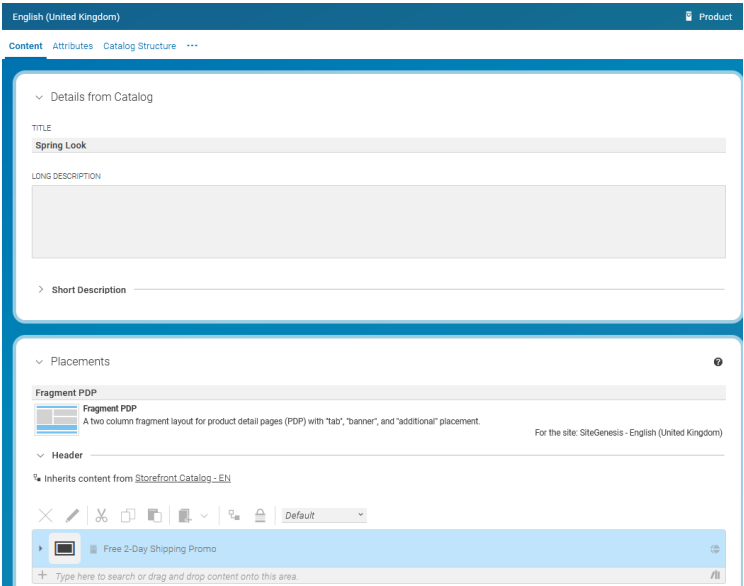 English (United Kingdom)
Product
Content Attributes Catalog Structure ...
Details from Catalog
TITLE
Spring Look
LONG DESCRIPTION
Short Description
Placements
Fragment PDP
Fragment PDP
A two column fragment layout for product detail pages (PDP) with "tab", "banner", and "additional" placement.
For the site: SiteGenesis - English (United Kingdom)
Header
Inherits content from Storefront Catalog - EN
Default
Free 2-Day Shipping Promo
Type here to search or drag and drop content onto this area.